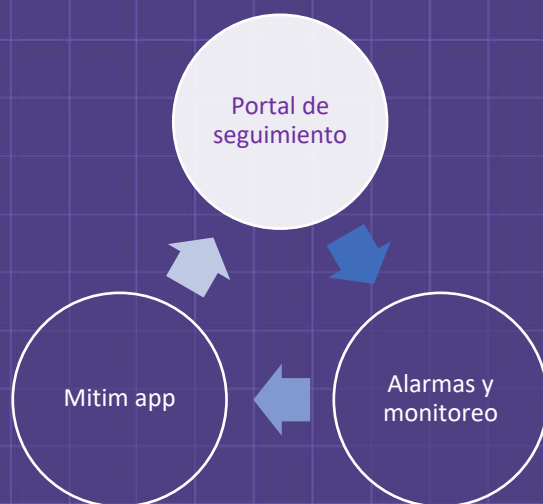 Portal de
seguimiento
Mitim app
Alarmas y
monitoreo